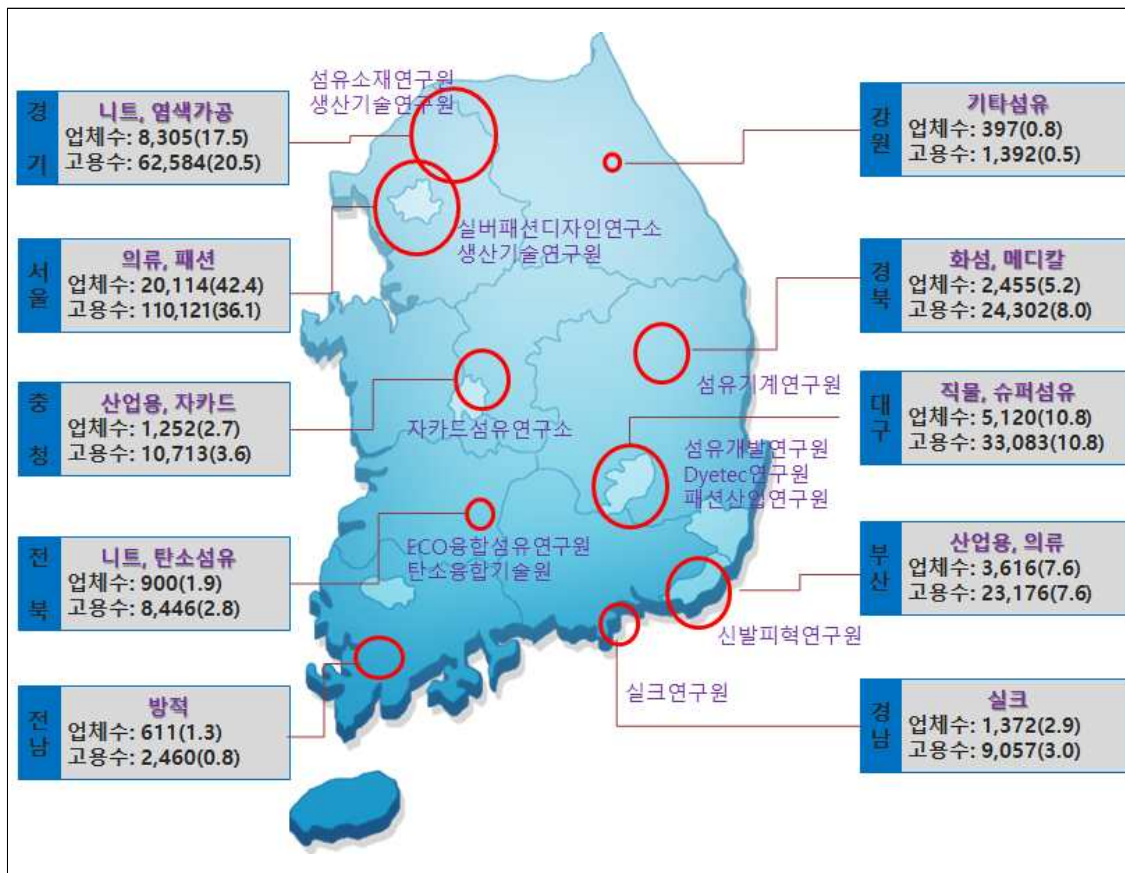 경기
니트, 염색가공
업체수: 8,305(17.5)
고용수: 62,584(20.5)
서울
의류, 패션
업체수: 20,114(42.4)
고용수: 110,121(36.1)
충청
산업용, 자카드
업체수: 1,252(2.7)
고용수: 10,713(3.6)
전북
니트, 탄소섬유
업체수: 900(1.9)
고용수: 8,446(2.8)
전남
방적
업체수: 611(1.3)
고용수: 2,460(0.8)
섬유소재연구원
생산기술연구원
실버패션디자인연구소
생산기술연구원
섬유기계연구원
자카드섬유연구소
섬유개발연구원
Dyetec연구원
패션산업연구원
ECO융합섬유연구원
탄소융합기술원
신발피혁연구원
실크연구원
강원
기타섬유
업체수: 397(0.8)
고용수: 1,392(0.5)
경북
화섬, 메디칼
업체수: 2,455(5.2)
고용수: 24,302(8.0)
대구
직물, 슈퍼섬유
업체수: 5,120(10.8)
고용수: 33,083(10.8)
부산
산업용, 의류
업체수: 3,616(7.6)
고용수: 23,176(7.6)
경남
실크
업체수: 1,372(2.9)
고용수: 9,057(3.0)